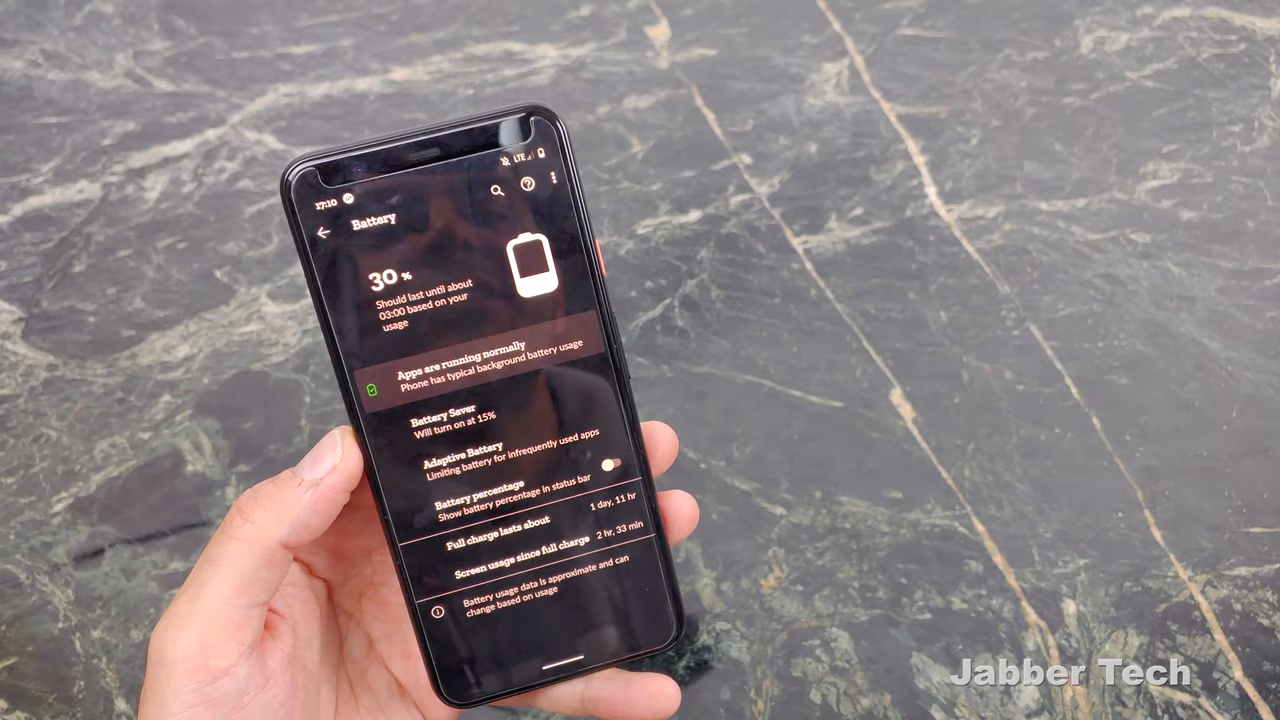 17:10
LTE
Battery
30 %
Should last until about
03:00 based on your
usage
Apps are running normally
Phone has typical background battery usage
Battery Saver
Will turn on at 15%
Adaptive Battery
Limiting battery for infrequently used apps
Battery percentage
Show battery percentage in status bar
Full charge lasts about
1 day, 11 hr
Screen usage since full charge
2 hr, 33 min
Battery usage data is approximate and can
change based on usage
Jabber Tech